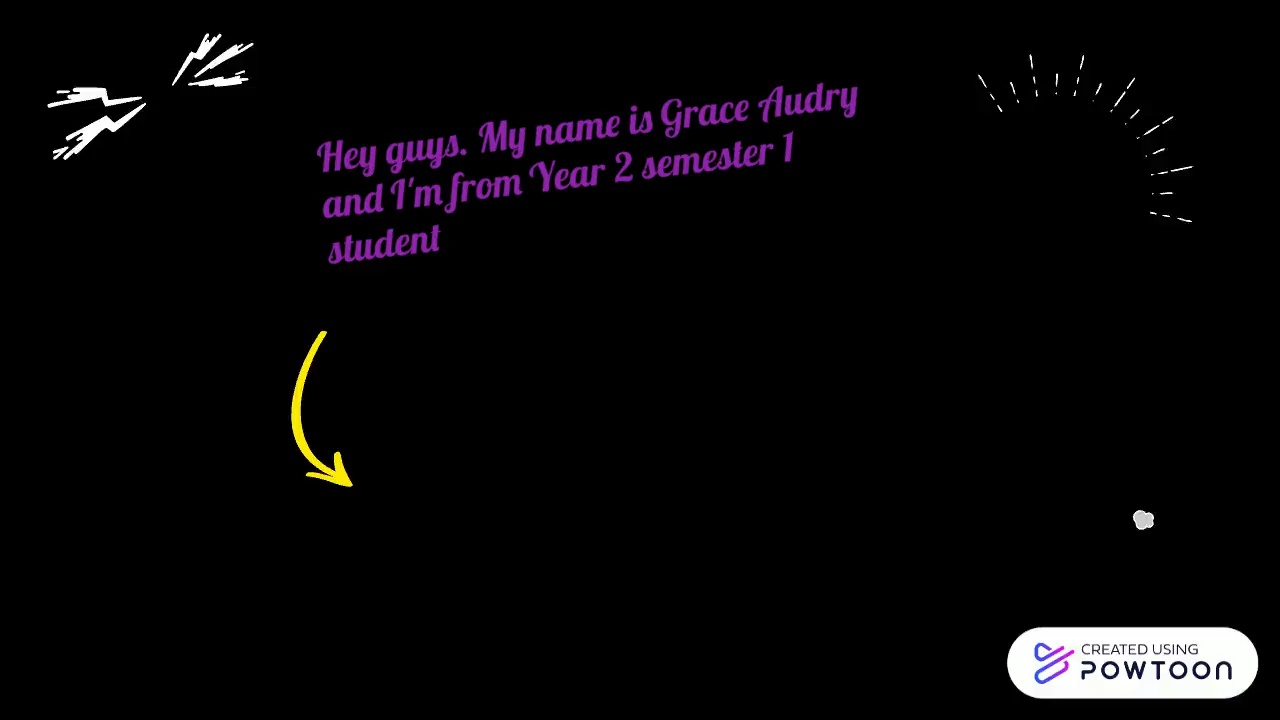 Hey guys. My name is Grace Audry
and I'm from Year 2 semester 1
student
CREATED USING
POWTOON